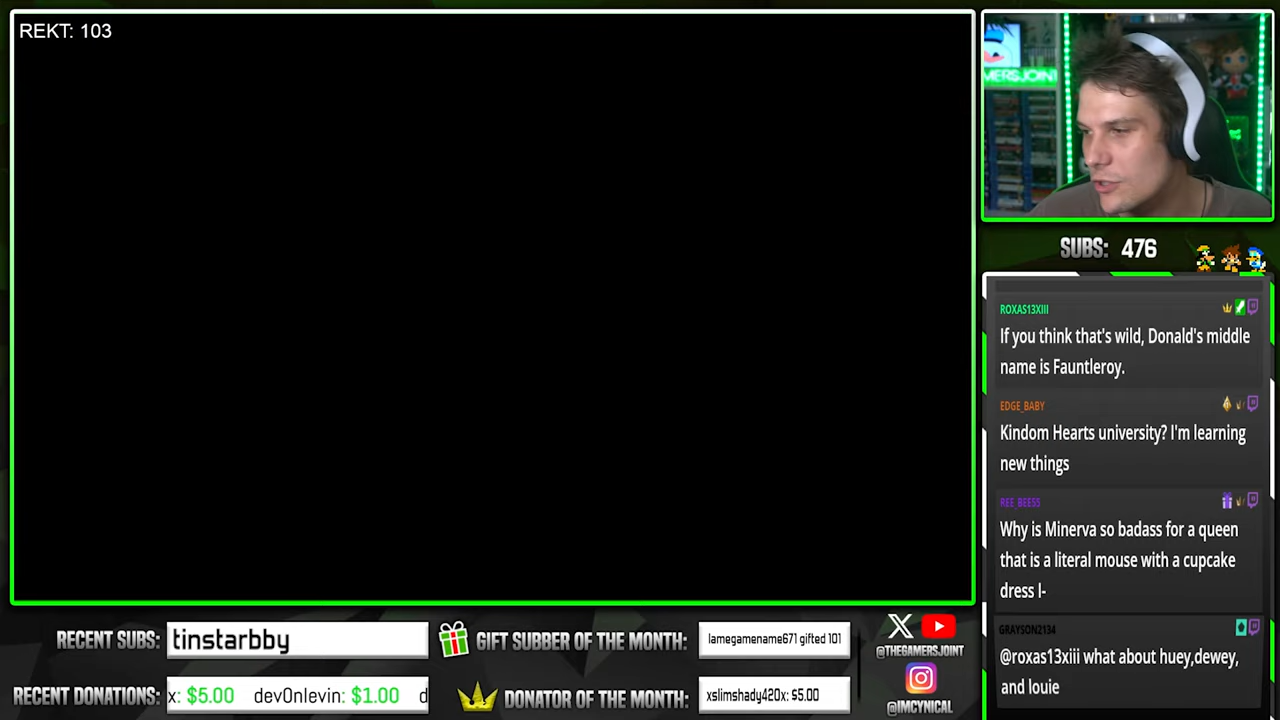 REKT: 103
SUBS: 476
ROXAS13XIII
If you think that's wild, Donald's middle
name is Fauntleroy.
EDGE_BABY
Kindom Hearts university? I'm learning
new things
REE_BEES5
Why is Minerva so badass for a queen
that is a literal mouse with a cupcake
dress I-
GRAYSON2134
@roxas13xiii what about huey,dewey,
and louie
RECENT SUBS: tinstarbby
GIFT SUBBER OF THE MONTH: lamegamename671 gifted 101
@THEGAMERSJOINT
RECENT DONATIONS: x: $5.00 dev0nlevin: $1.00 d
DONATOR OF THE MONTH: xslimshady420x: $5.00
@IMCYNICAL